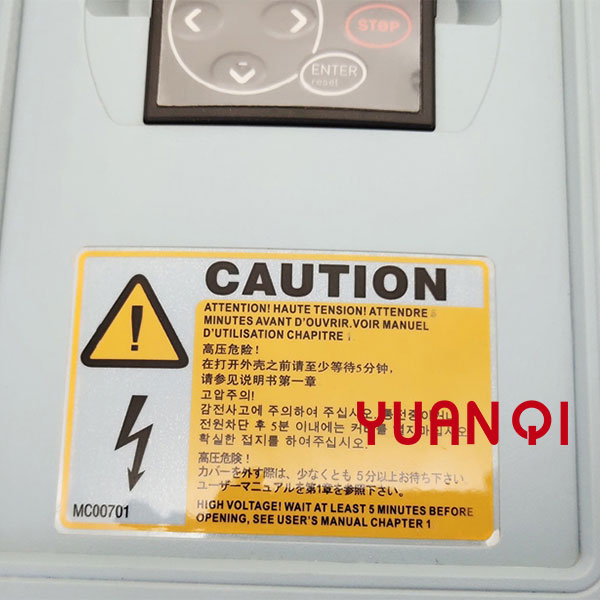 STOP
ENTER
reset
CAUTION
ATTENTION! HAUTE TENSION! ATTENDRE
MINUTES AVANT D'OUVRIR.VOIR MANUEL
D'UTILISATION CHAPITRE
高压危险!
在打开外壳之前请至少等待5分钟,
请参见说明书第一章
고압주의!
감전사고에 주의하여 주십시오.
전원차단 후 5분 이내에는
확실한 접지를 하여주십시오.
YUANQI
高圧危険!
カバーを外す際は、少なくとも 5分以上お待ち下さい
ユーザーマニュアルを第1章を参照下さい。
HIGH VOLTAGE! WAIT AT LEAST 5 MINUTES BEFORE
OPENING, SEE USER'S MANUAL CHAPTER 1
MC00701